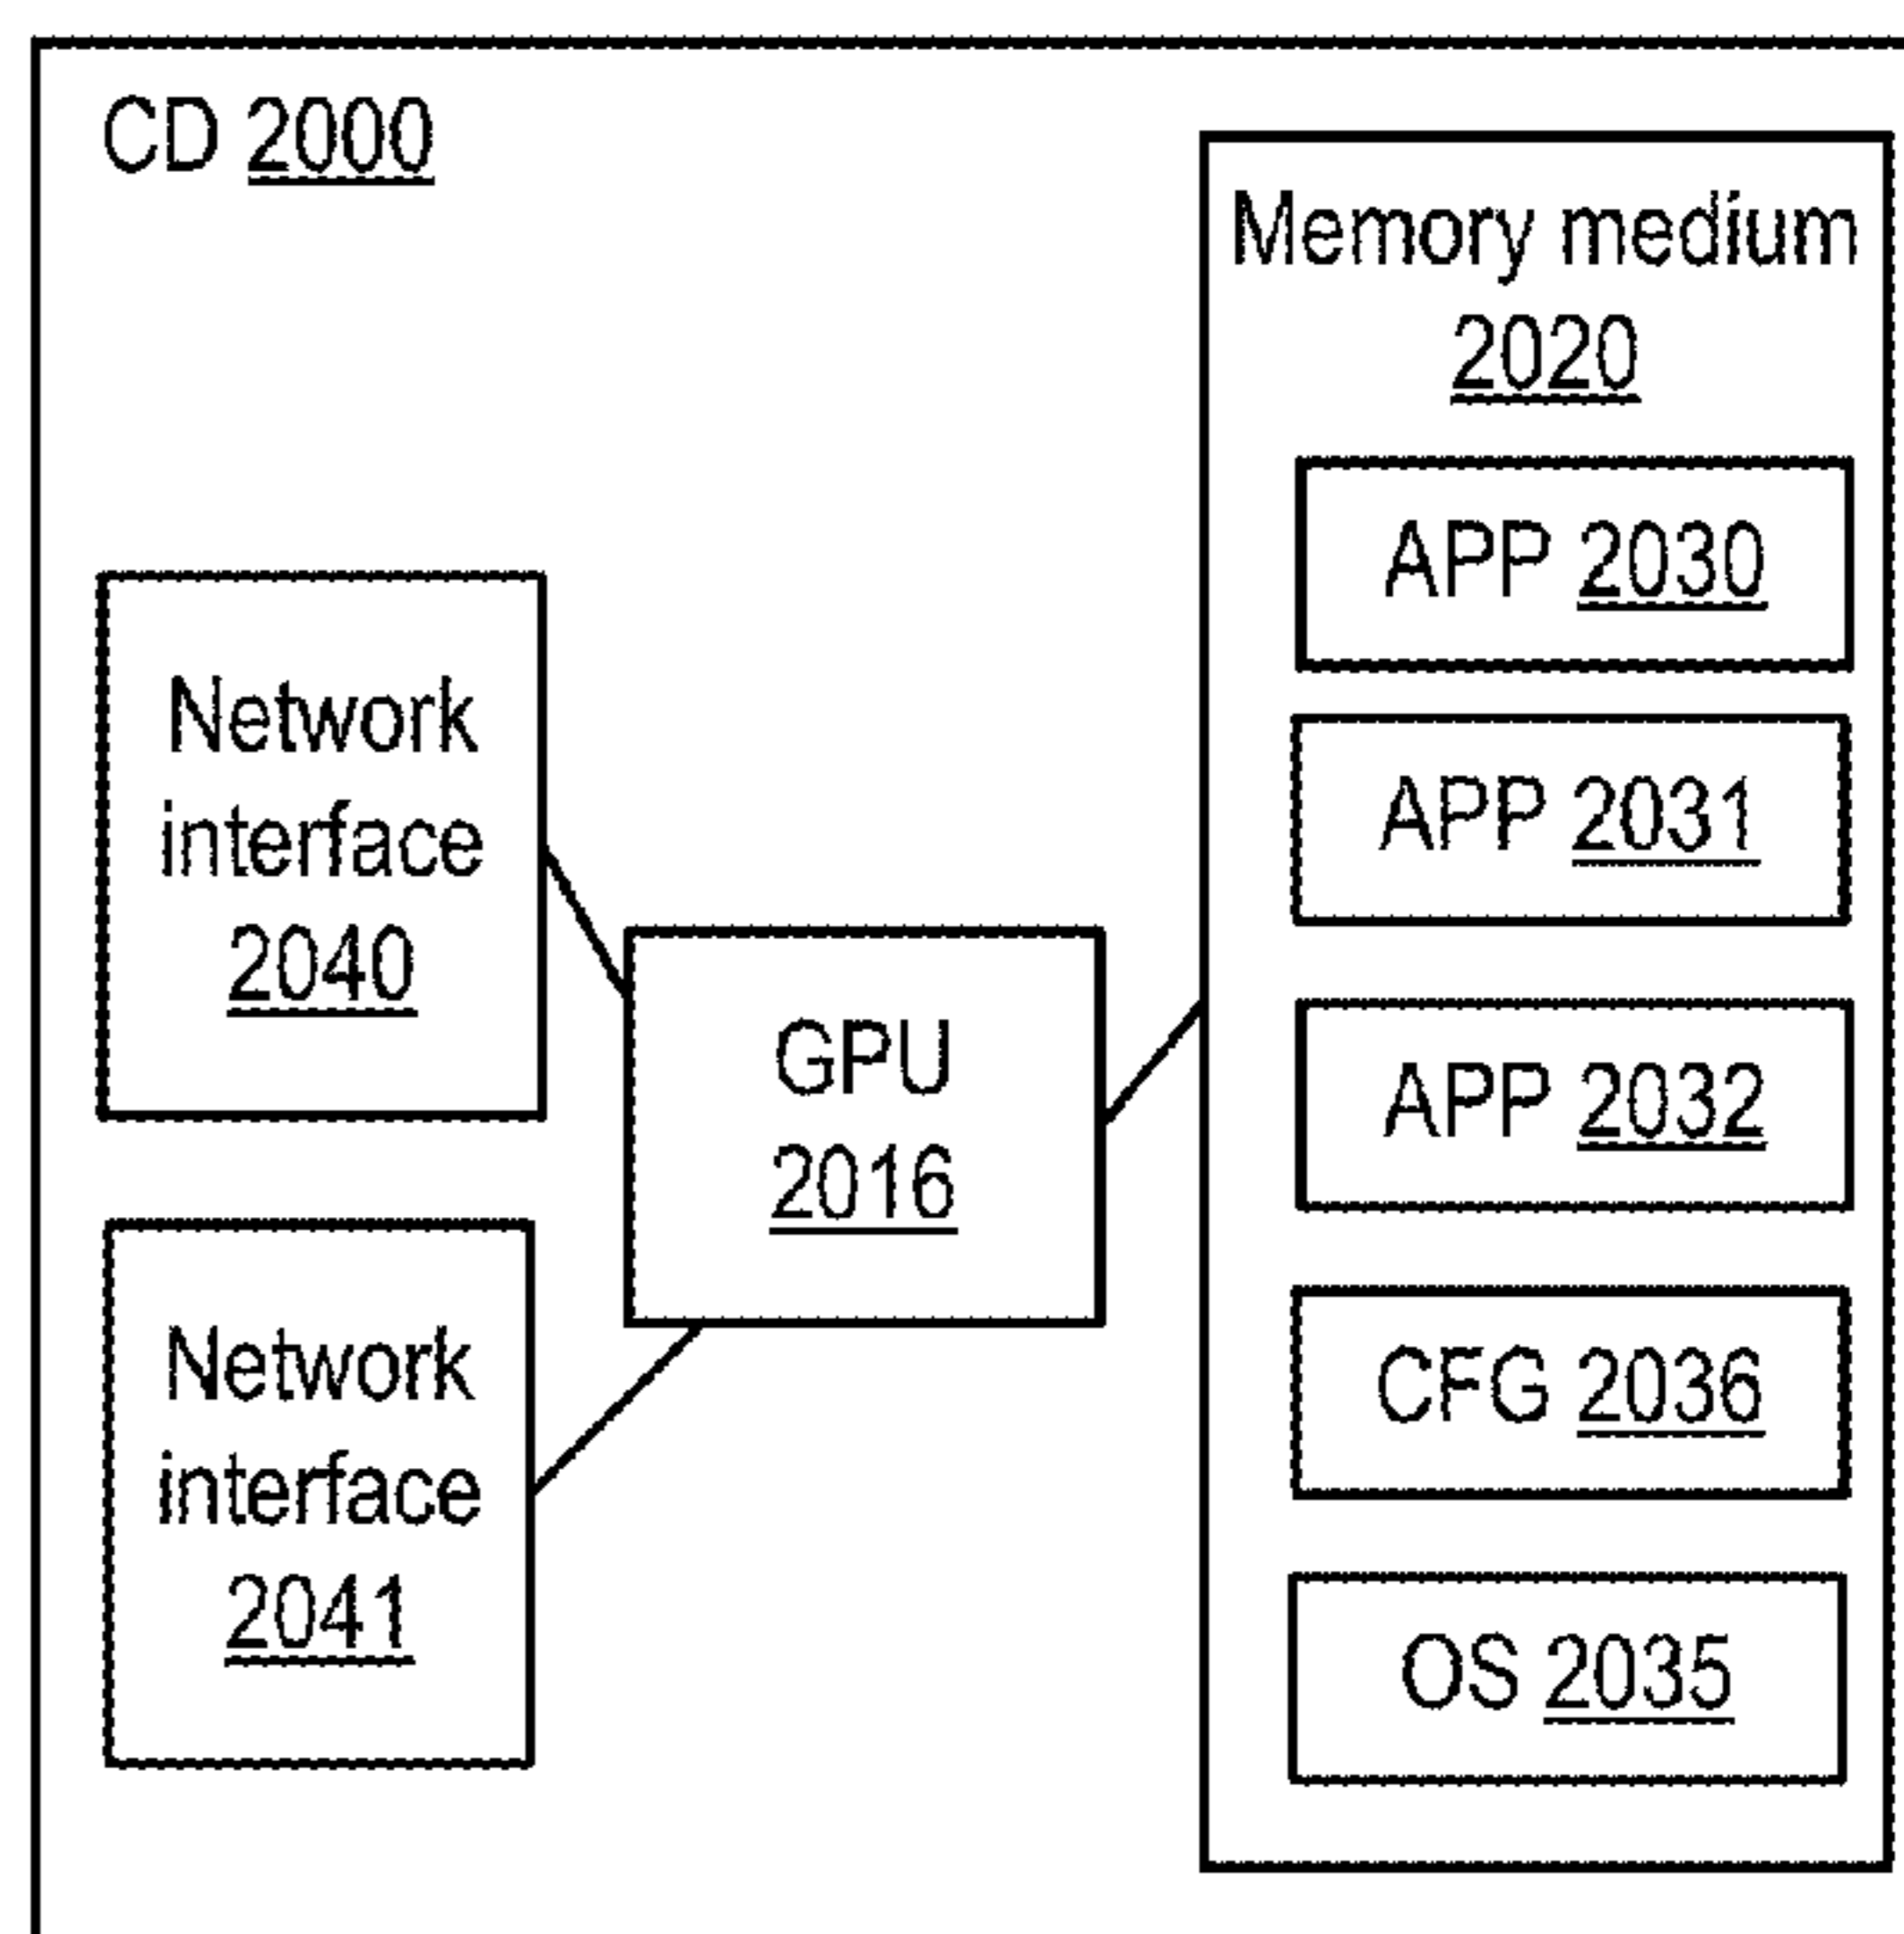 CD 2000
Memory medium
2020
APP 2030
APP 2031
APP 2032
CFG 2036
OS 2035
Network
interface
2040
GPU
2016
Network
interface
2041